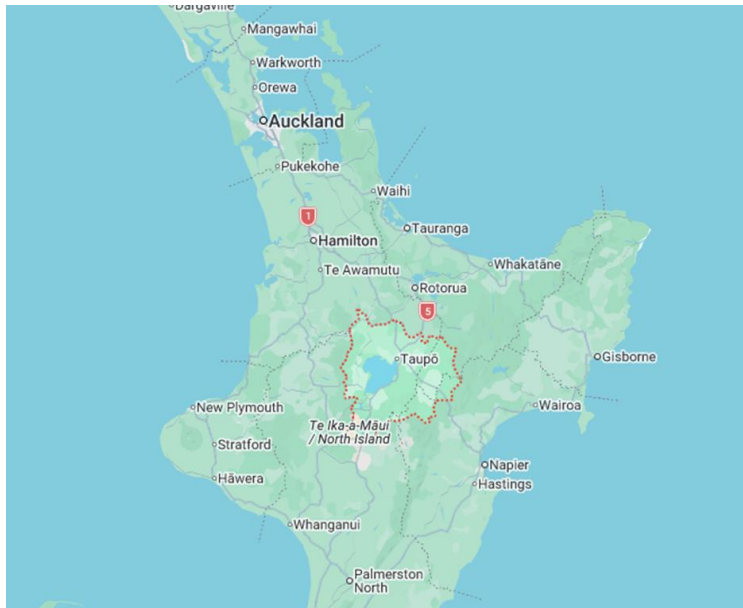 Dargaville
Mangawhai
Warkworth
Orewa
Auckland
Pukekohe
Waihi
1
Tauranga
Hamilton
Whakatāne
Te Awamutu
Rotorua
5
Taupō
Gisborne
New Plymouth
Wairoa
Te Ika-a-Māui
/ North Island
Stratford
Napier
Hāwera
Hastings
Whanganui
Palmerston
North